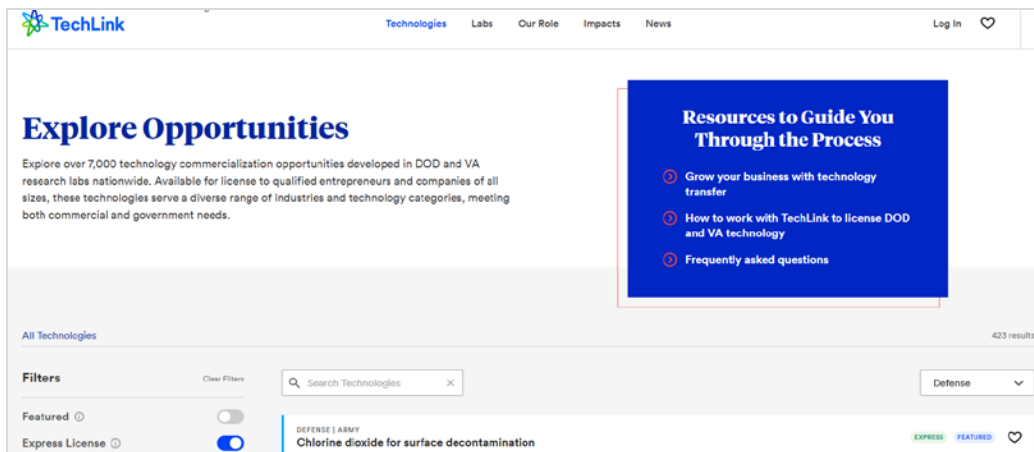 TechLink
Technologies Labs Our Role Impacts News
Log In
Explore Opportunities
Explore over 7,000 technology commercialization opportunities developed in DOD and VA
research labs nationwide. Available for license to qualified entrepreneurs and companies of all
sizes, these technologies serve a diverse range of industries and technology categories, meeting
both commercial and government needs.
Resources to Guide You
Through the Process
Grow your business with technology
transfer
How to work with TechLink to license DOD
and VA technology
Frequently asked questions
All Technologies
423 results
Filters
Clear Filters
Search Technologies
Defense
Featured
Express License
DEFENSE | ARMY
Chlorine dioxide for surface decontamination
EXPRESS FEATURED